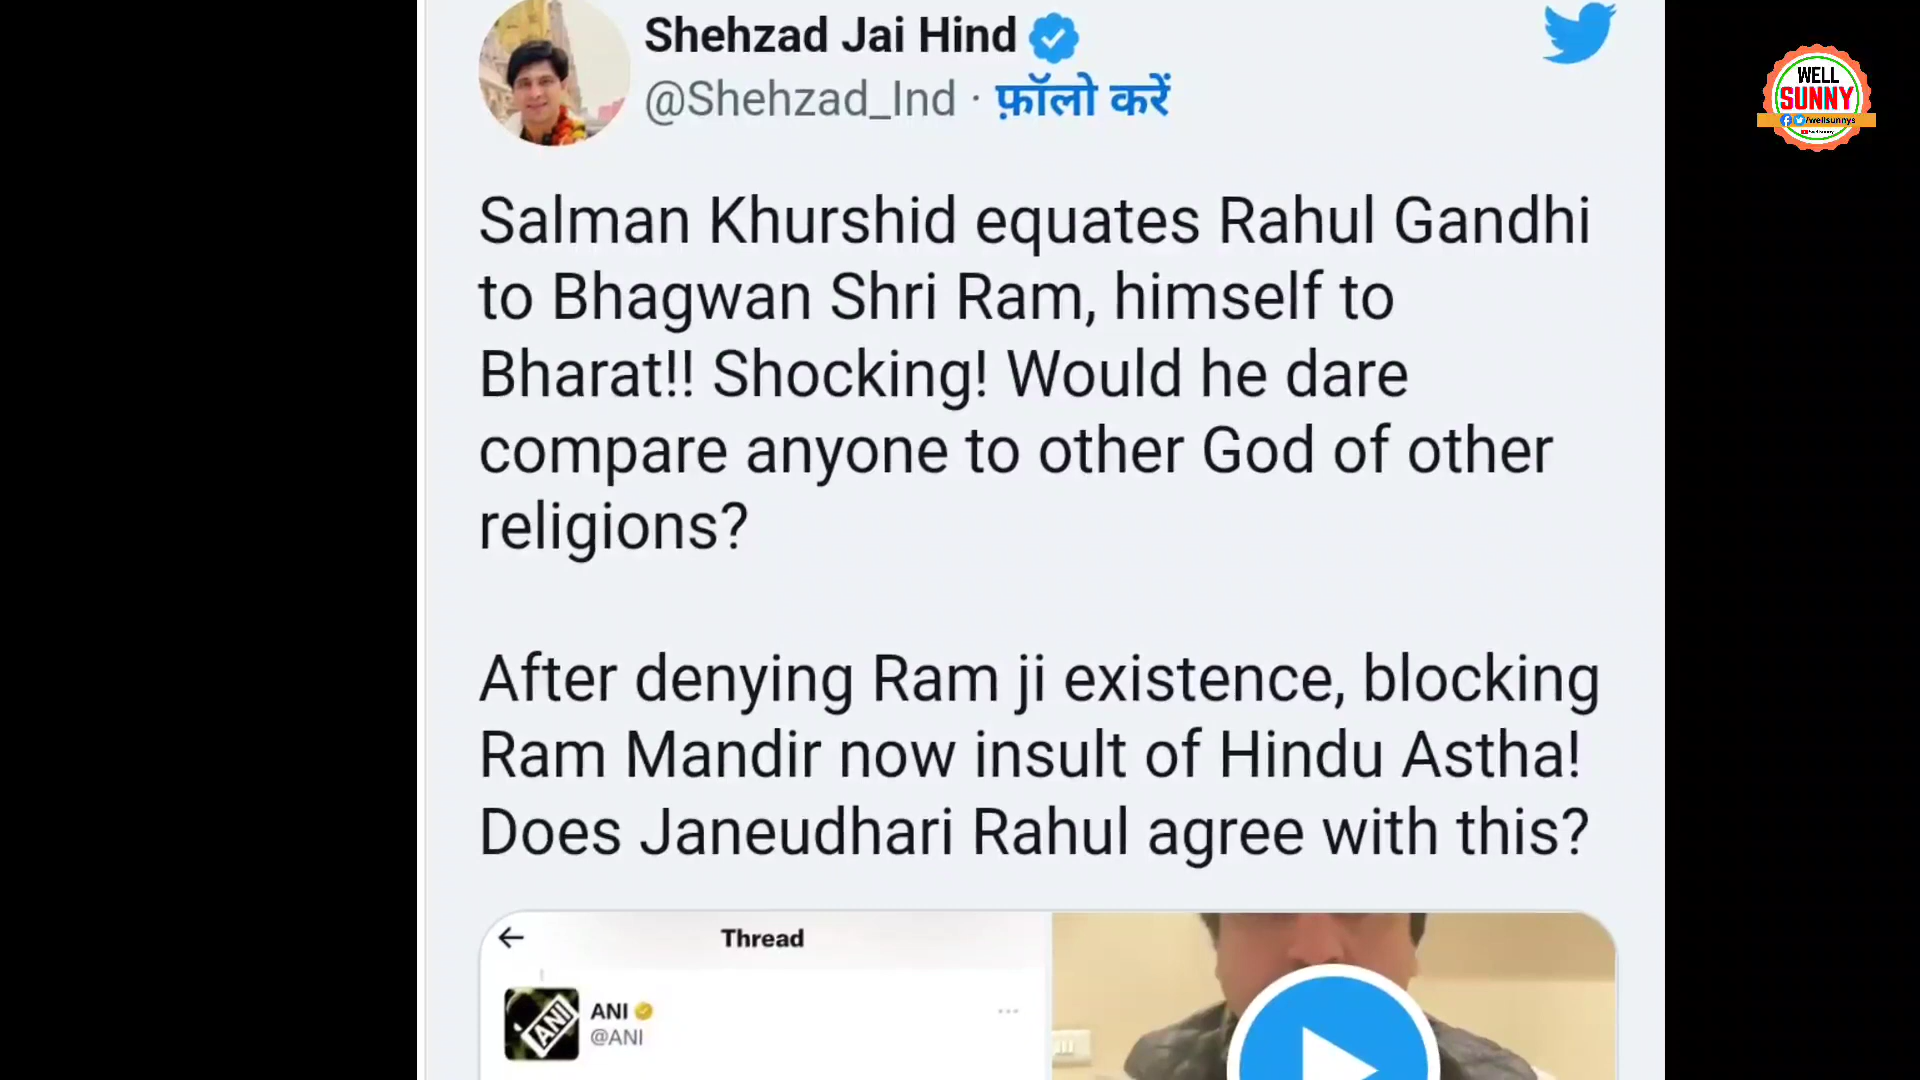 Shehzad Jai Hind
@Shehzad_Ind · फ़ॉलो करें
WELL
SUNNY
/wellsunnys
Salman Khurshid equates Rahul Gandhi
to Bhagwan Shri Ram, himself to
Bharat!! Shocking! Would he dare
compare anyone to other God of other
religions?
After denying Ram ji existence, blocking
Ram Mandir now insult of Hindu Astha!
Does Janeudhari Rahul agree with this?
Thread
ANI
ANI
@ANI